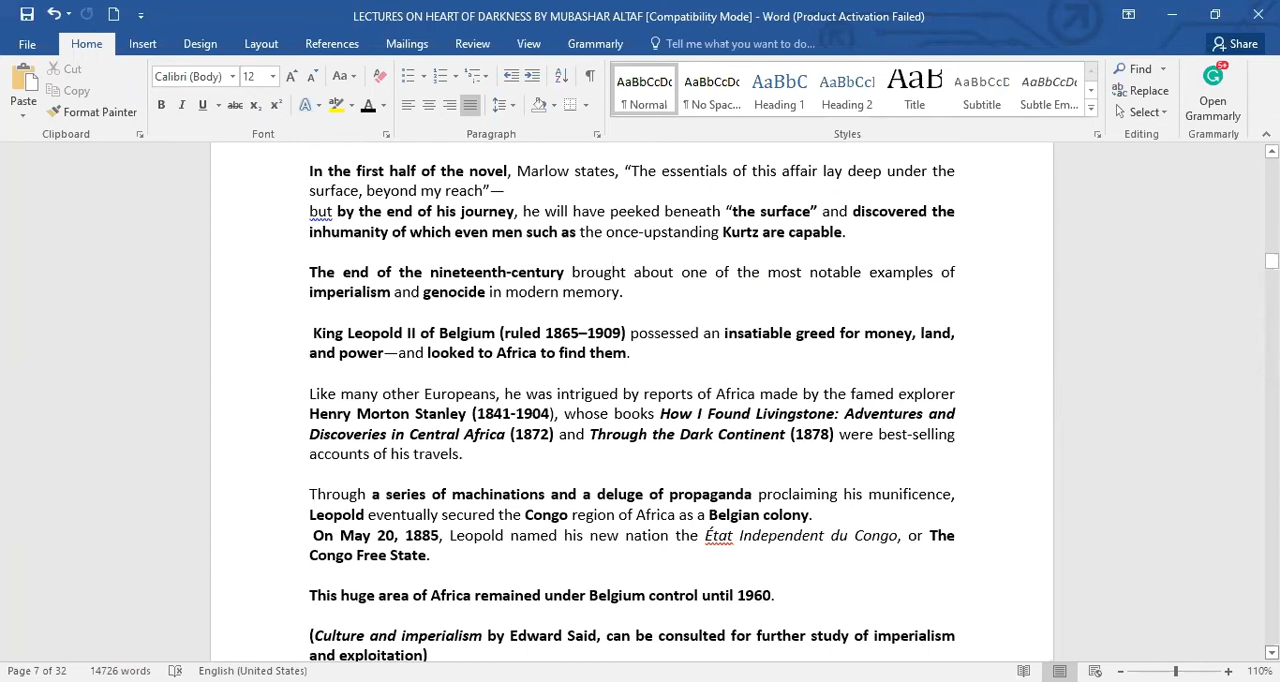 LECTURES ON HEART OF DARKNESS BY MUBASHAR ALTAF [Compatibility Mode] - Word (Product Activation Failed)
File Home Insert Design Layout References Mailings Review View Grammarly Tell me what you want to do... Share
Cut
Copy
Format Painter
Paste
Clipboard
Calibri (Body) 12
Font
Paragraph
AaBbCcDc AaBbCcDc AaBbC AaBbCcI AaB AaBbCcD AaBbCcDc
¶ Normal ¶ No Spac... Heading 1 Heading 2 Title Subtitle Subtle Em...
Styles
Find
Replace
Select
Editing
Open
Grammarly
Grammarly
In the first half of the novel, Marlow states, “The essentials of this affair lay deep under the
surface, beyond my reach”—
but by the end of his journey, he will have peeked beneath “the surface” and discovered the
inhumanity of which even men such as the once-upstanding Kurtz are capable.
The end of the nineteenth-century brought about one of the most notable examples of
imperialism and genocide in modern memory.
King Leopold II of Belgium (ruled 1865–1909) possessed an insatiable greed for money, land,
and power—and looked to Africa to find them.
Like many other Europeans, he was intrigued by reports of Africa made by the famed explorer
Henry Morton Stanley (1841-1904), whose books How I Found Livingstone: Adventures and
Discoveries in Central Africa (1872) and Through the Dark Continent (1878) were best-selling
accounts of his travels.
Through a series of machinations and a deluge of propaganda proclaiming his munificence,
Leopold eventually secured the Congo region of Africa as a Belgian colony.
On May 20, 1885, Leopold named his new nation the État Independent du Congo, or The
Congo Free State.
This huge area of Africa remained under Belgium control until 1960.
(Culture and imperialism by Edward Said, can be consulted for further study of imperialism
and exploitation)
Page 7 of 32 14726 words English (United States) 110%